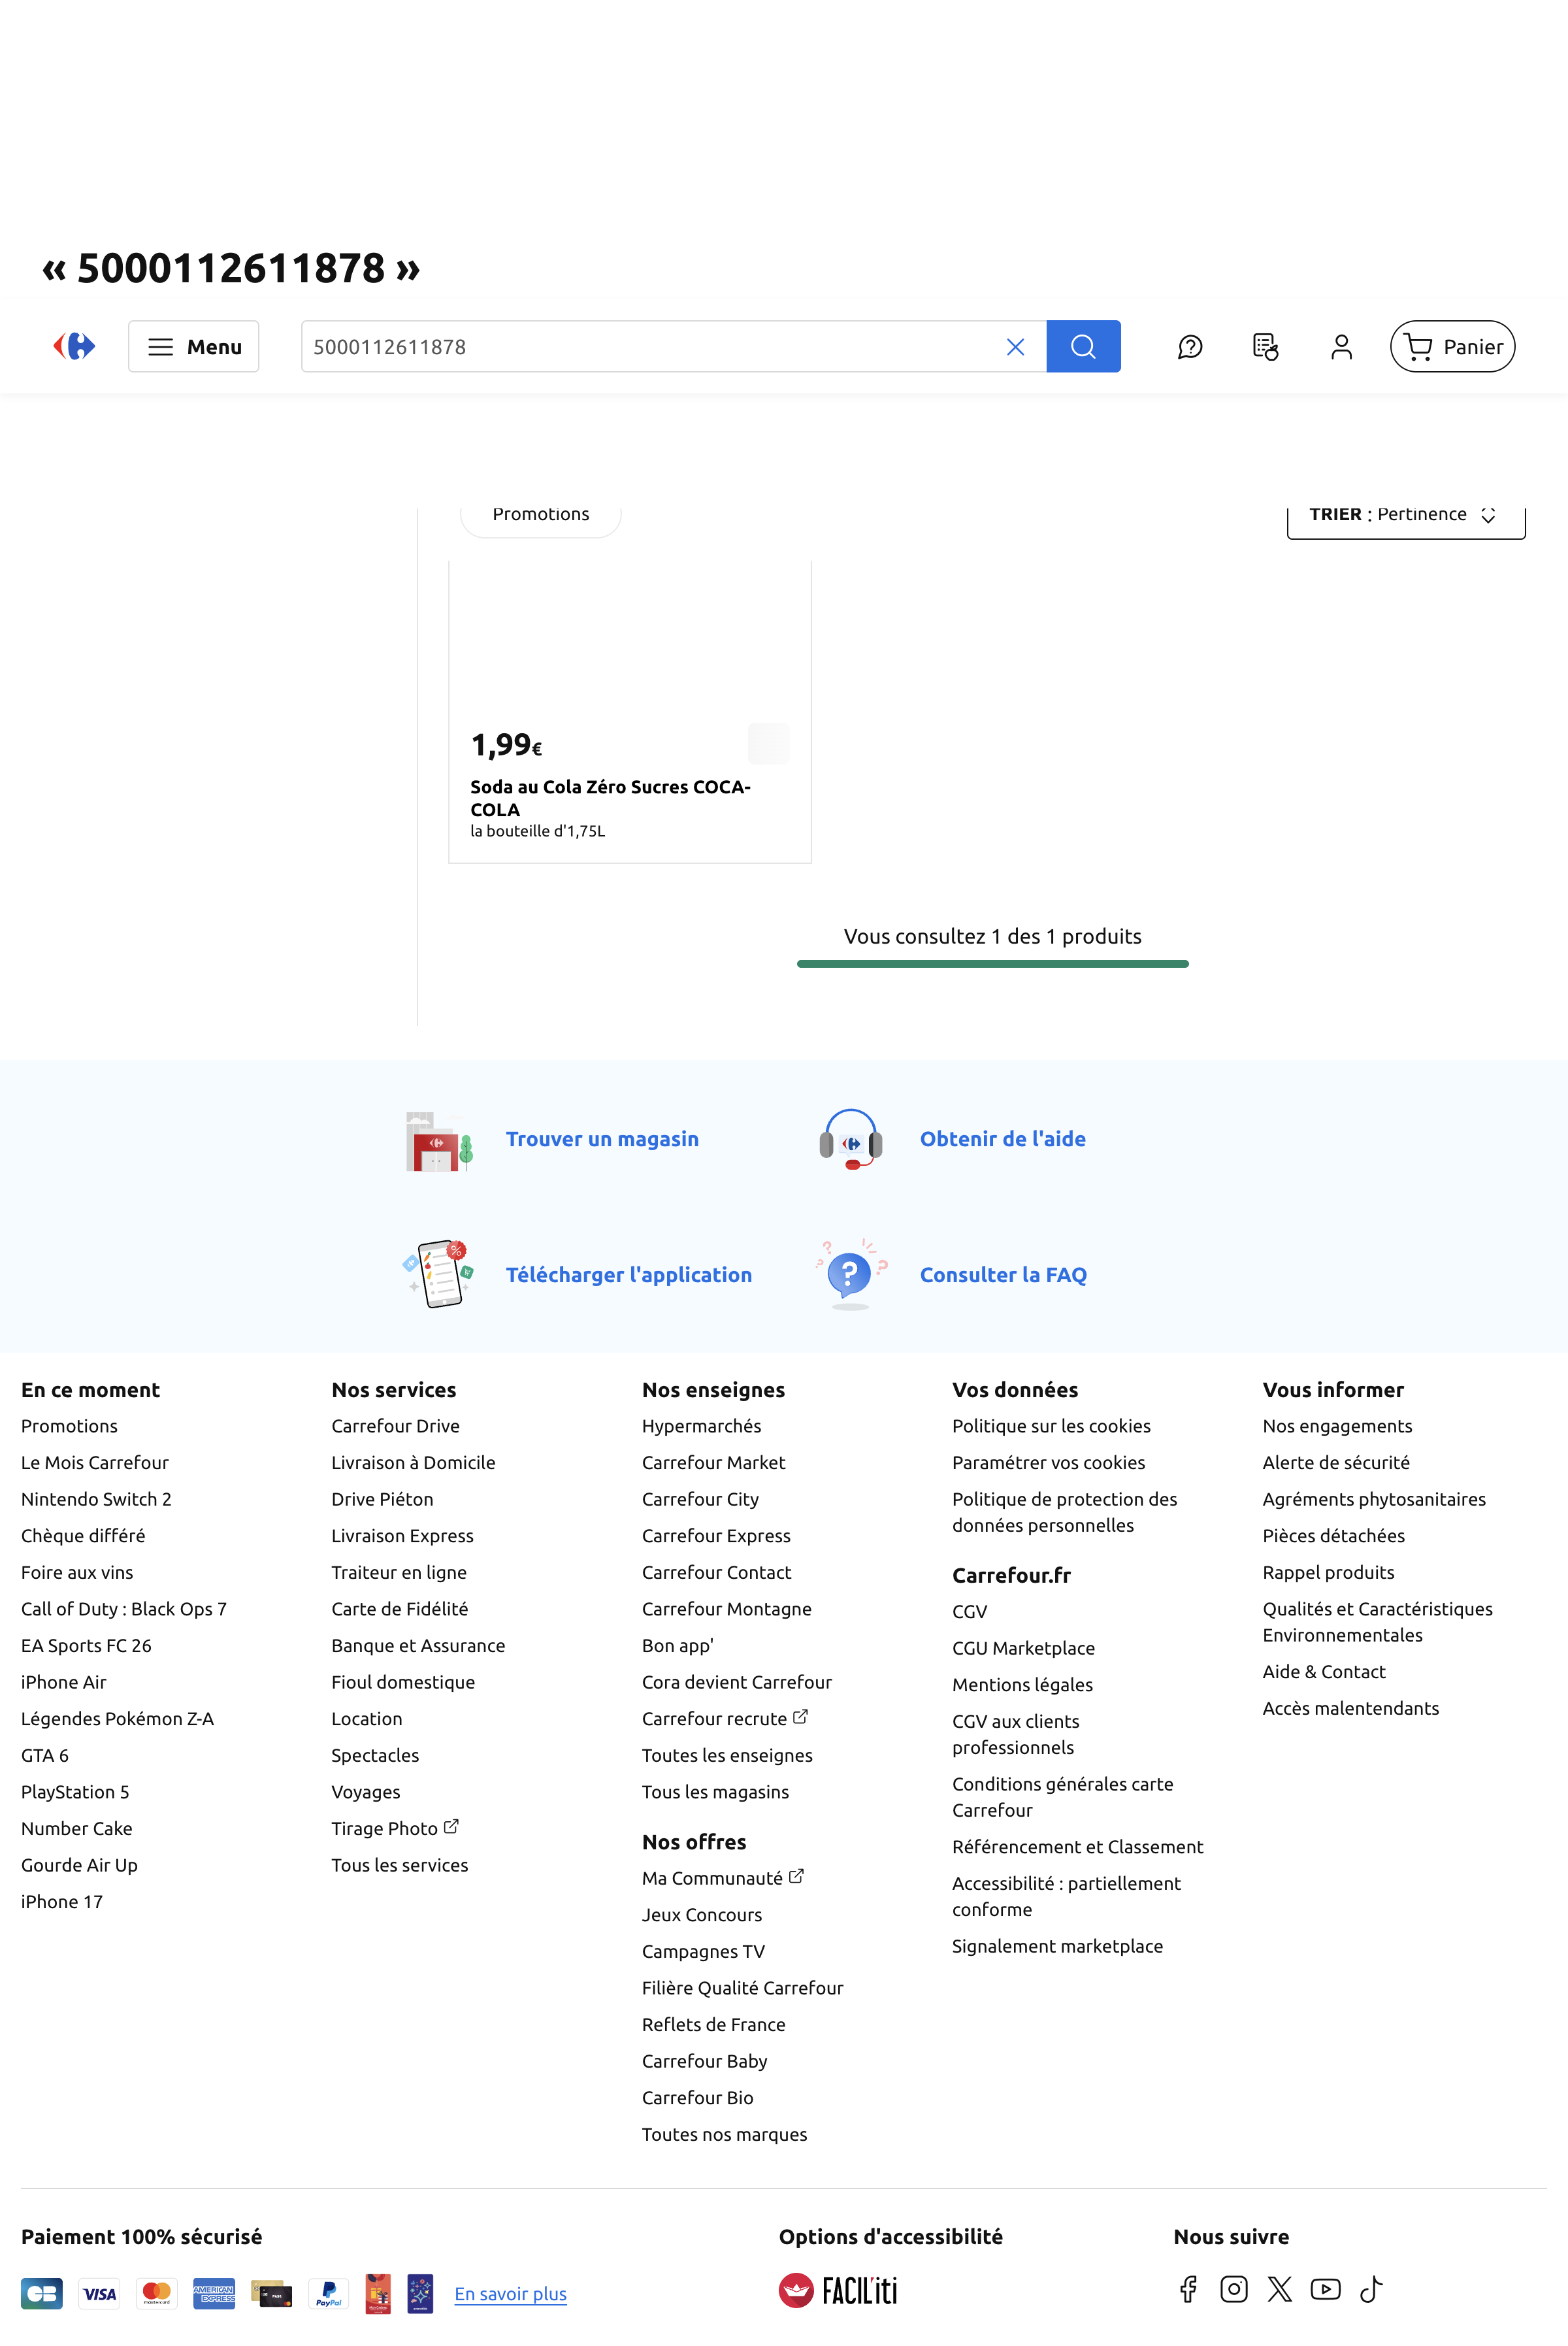 « 5000112611878 »
Menu
5000112611878
Panier
Promotions
TRIER : Pertinence
1,99€
Soda au Cola Zéro Sucres COCA-
COLA
la bouteille d'1,75L
Vous consultez 1 des 1 produits
Trouver un magasin
Obtenir de l'aide
Télécharger l'application
Consulter la FAQ
En ce moment
Promotions
Le Mois Carrefour
Nintendo Switch 2
Chèque différé
Foire aux vins
Call of Duty : Black Ops 7
EA Sports FC 26
iPhone Air
Légendes Pokémon Z-A
GTA 6
PlayStation 5
Number Cake
Gourde Air Up
iPhone 17
Nos services
Carrefour Drive
Livraison à Domicile
Drive Piéton
Livraison Express
Traiteur en ligne
Carte de Fidélité
Banque et Assurance
Fioul domestique
Location
Spectacles
Voyages
Tirage Photo
Tous les services
Nos enseignes
Hypermarchés
Carrefour Market
Carrefour City
Carrefour Express
Carrefour Contact
Carrefour Montagne
Bon app'
Cora devient Carrefour
Carrefour recrute
Toutes les enseignes
Tous les magasins
Nos offres
Ma Communauté
Jeux Concours
Campagnes TV
Filière Qualité Carrefour
Reflets de France
Carrefour Baby
Carrefour Bio
Toutes nos marques
Vos données
Politique sur les cookies
Paramétrer vos cookies
Politique de protection des
données personnelles
Carrefour.fr
CGV
CGU Marketplace
Mentions légales
CGV aux clients
professionnels
Conditions générales carte
Carrefour
Référencement et Classement
Accessibilité : partiellement
conforme
Signalement marketplace
Vous informer
Nos engagements
Alerte de sécurité
Agréments phytosanitaires
Pièces détachées
Rappel produits
Qualités et Caractéristiques
Environnementales
Aide & Contact
Accès malentendants
Paiement 100% sécurisé
CB
VISA
mastercard
AMERICAN
EXPRESS
PASS
PayPal
En savoir plus
Options d'accessibilité
FACIL'iti
Nous suivre